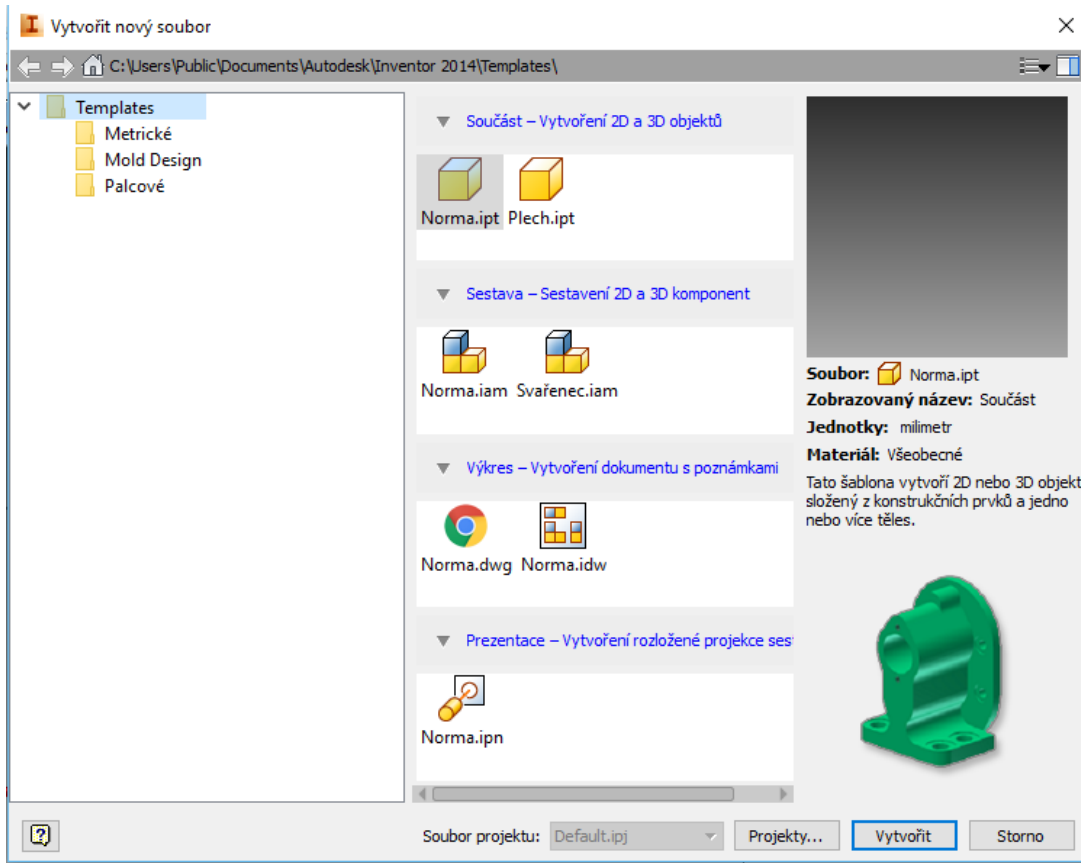 Vytvořit nový soubor
C:\Users\Public\Documents\Autodesk\Inventor 2014\Templates\
Templates
Metrické
Mold Design
Palcové
Součást – Vytvoření 2D a 3D objektů
Norma.ipt Plech.ipt
Sestava – Sestavení 2D a 3D komponent
Norma.iam Svařenec.iam
Výkres – Vytvoření dokumentu s poznámkami
Norma.dwg Norma.idw
Prezentace – Vytvoření rozložené projekce ses
Norma.ipn
Soubor: Norma.ipt
Zobrazovaný název: Součást
Jednotky: milimetr
Materiál: Všeobecné
Tato šablona vytvoří 2D nebo 3D objekt
složený z konstrukčních prvků a jedno
nebo více těles.
Soubor projektu: Default.ipj Projekty... Vytvořit Storno